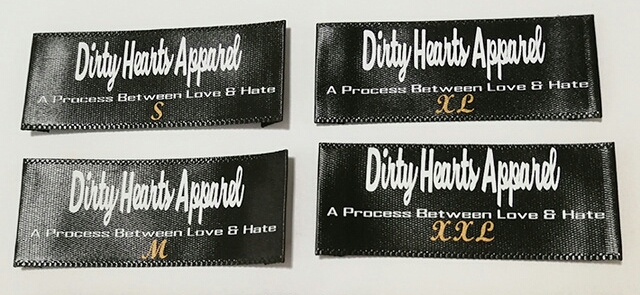 Dirty Hearts Apparel
A Process Between Love & Hate
S
Dirty Hearts Apparel
A Process Between Love & Hate
XL
Dirty Hearts Apparel
A Process Between Love & Hate
M
Dirty Hearts Apparel
A Process Between Love & Hate
XXL